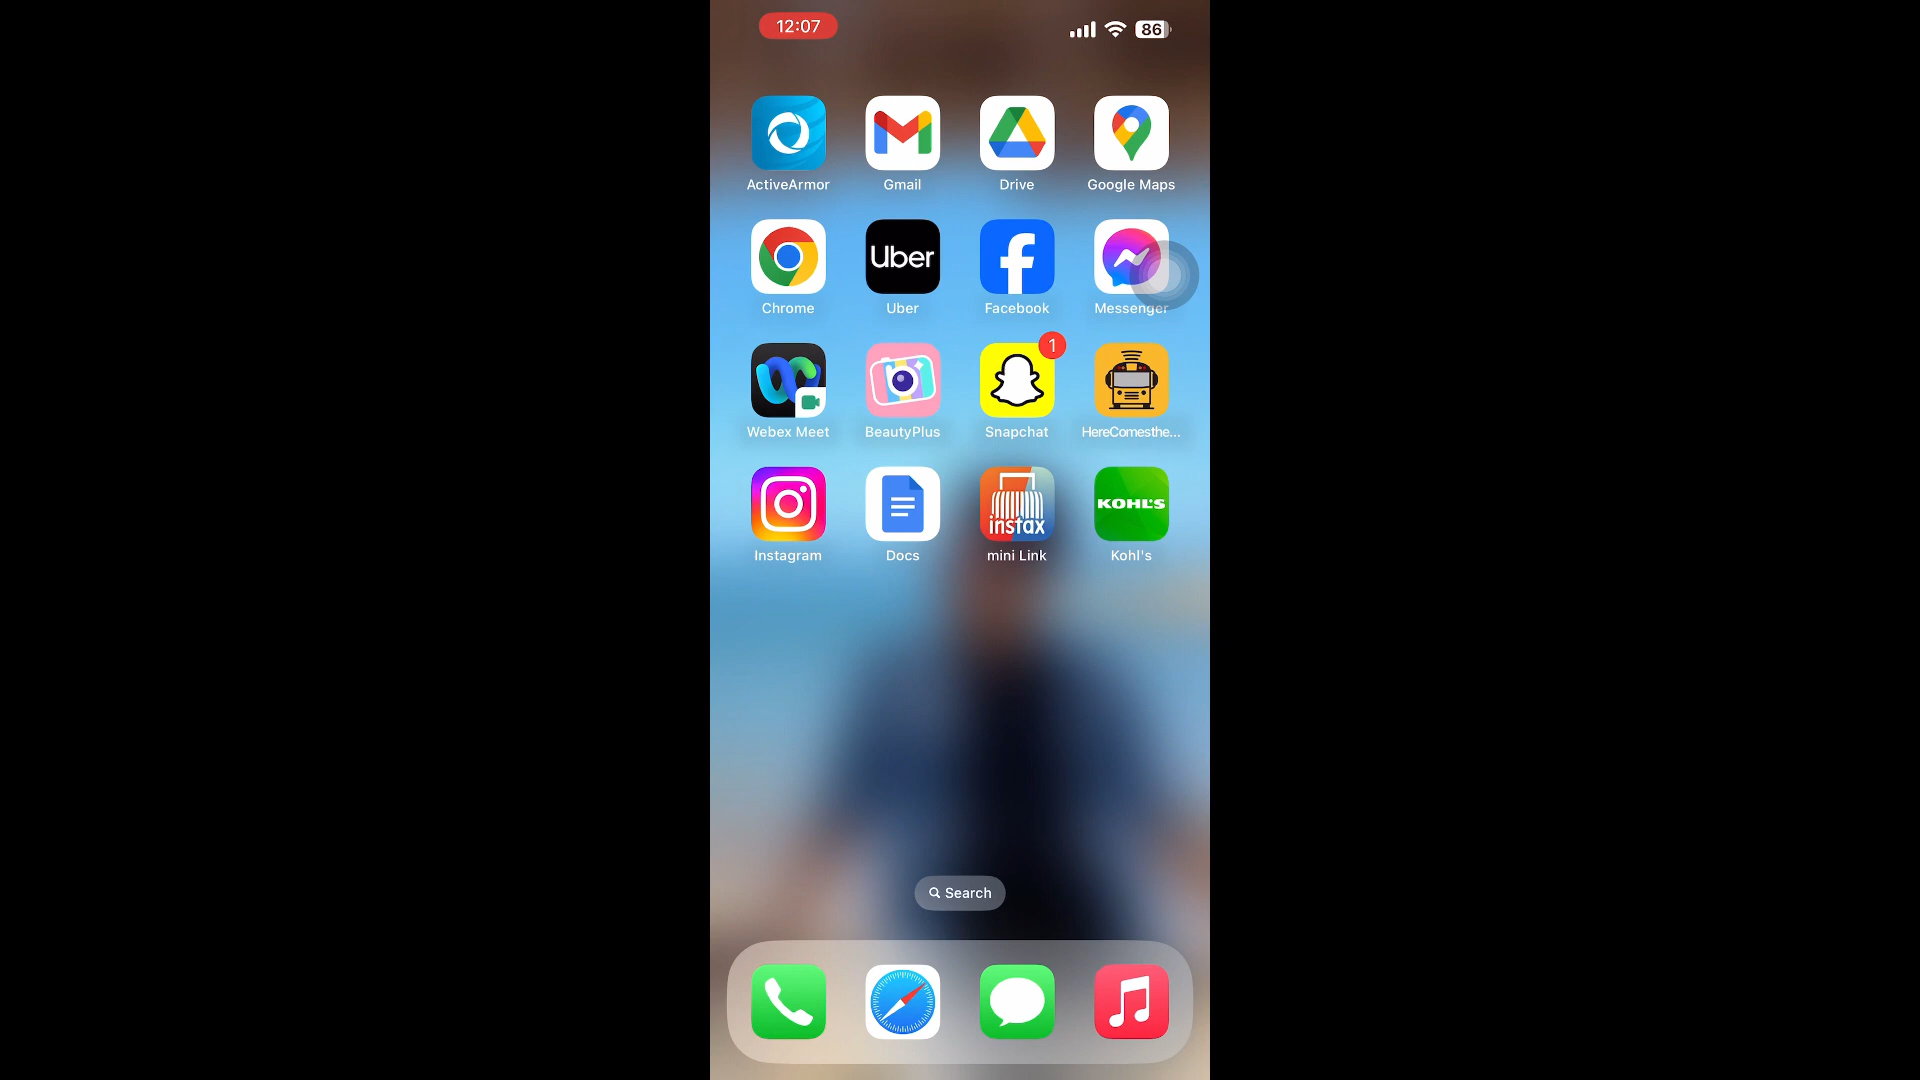 12:07
86
ActiveArmor
Gmail
Drive
Google Maps
Uber
Chrome
Uber
Facebook
Messenger
1
Webex Meet
BeautyPlus
Snapchat
HereComesthe...
instax
KOHL'S
Instagram
Docs
mini Link
Kohl's
Search